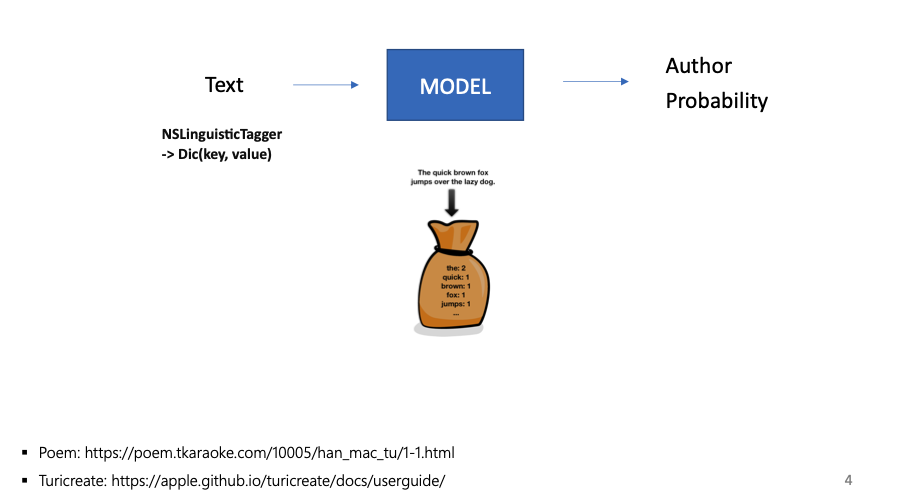 Text
MODEL
Author
Probability
NSLinguisticTagger
-> Dic(key, value)
The quick brown fox
jumps over the lazy dog.
the: 2
quick: 1
brown: 1
fox: 1
jumps: 1
...
▪ Poem: https://poem.tkaraoke.com/10005/han_mac_tu/1-1.html
▪ Turicreate: https://apple.github.io/turicreate/docs/userguide/
4